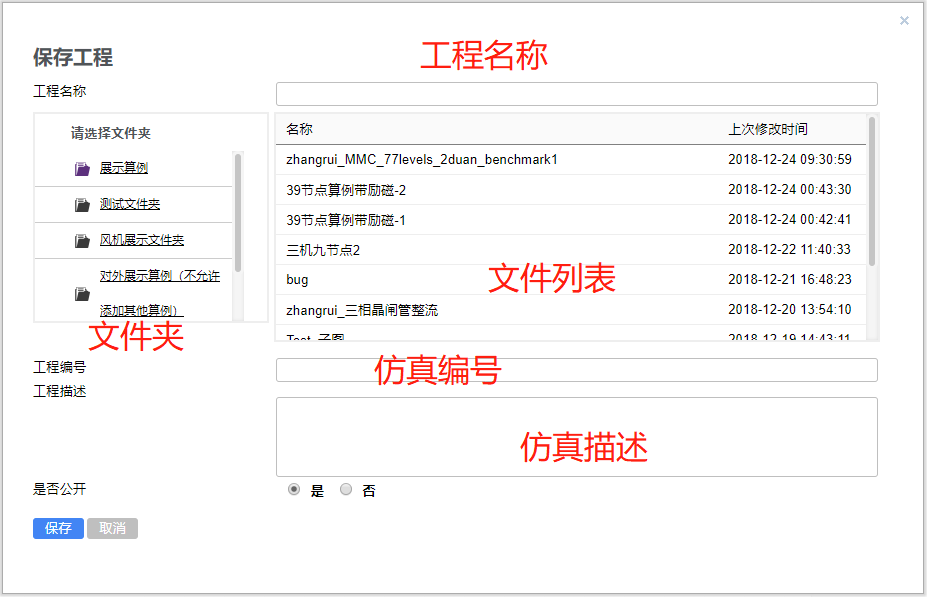 ×
保存工程
工程名称
工程名称
请选择文件夹
展示算例
测试文件夹
风机展示文件夹
对外展示算例（不允许
添加其他算例）
文件夹
名称 上次修改时间
zhangrui_MMC_77levels_2duan_benchmark1 2018-12-24 09:30:59
39节点算例带励磁-2 2018-12-24 00:43:30
39节点算例带励磁-1 2018-12-24 00:42:41
三机九节点2 2018-12-22 11:40:33
bug 2018-12-21 16:48:23
文件列表
zhangrui_三相晶闸管整流 2018-12-20 13:54:10
Test_子图 2018-12-19 14:43:11
工程编号
仿真编号
工程描述
仿真描述
是否公开
是 否
保存 取消